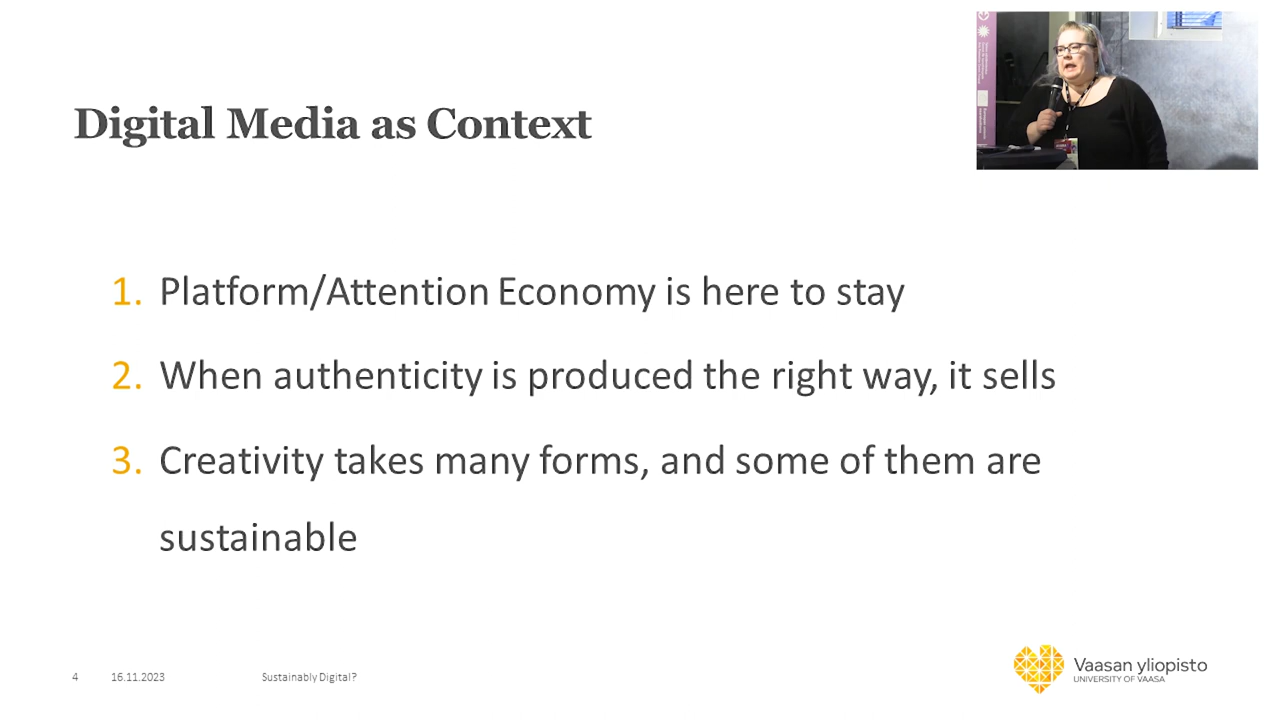 Digital Media as Context
1. Platform/Attention Economy is here to stay
2. When authenticity is produced the right way, it sells
3. Creativity takes many forms, and some of them are
sustainable
4 16.11.2023 Sustainably Digital?
Vaasan yliopisto
UNIVERSITY OF VAASA